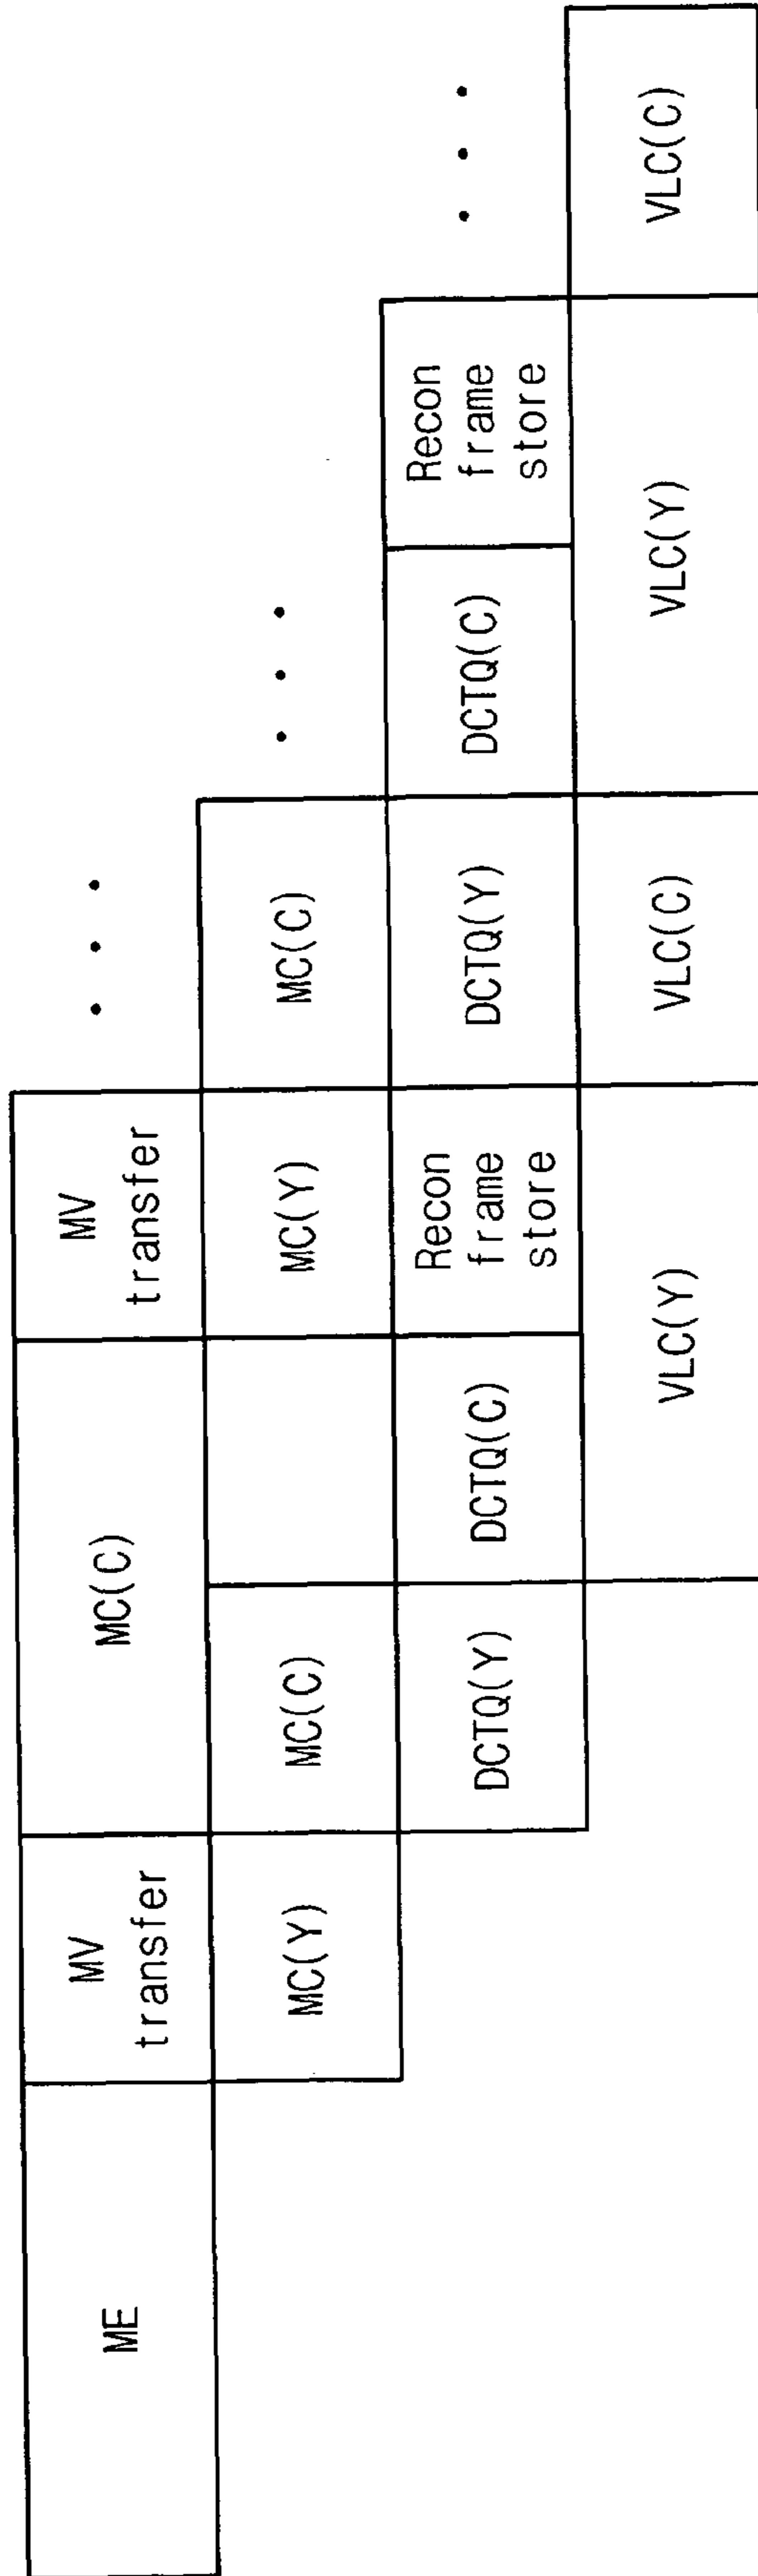 ME
MV
transfer
MC(C)
MV
transfer
MC(Y)
MC(C)
MC(Y)
MC(C)
DCTQ(Y)
DCTQ(C)
Recon
frame
store
DCTQ(Y)
DCTQ(C)
Recon
frame
store
VLC(Y)
VLC(C)
VLC(Y)
VLC(C)